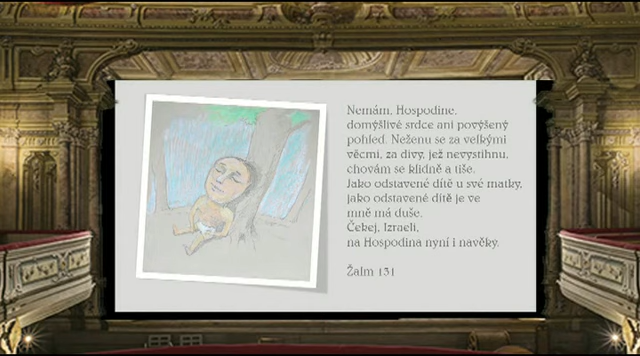 Nemám, Hospodine,
domýšlivé srdce ani povýšený
pohled. Neženu se za velkými
věcmi, za divy, jež nevystihnu,
chovám se klidně a tiše.
Jako odstavené dítě u své matky,
jako odstavené dítě je ve
mně má duše.
Čekej, Izraeli,
na Hospodina nyní i navěky.
Žalm 131